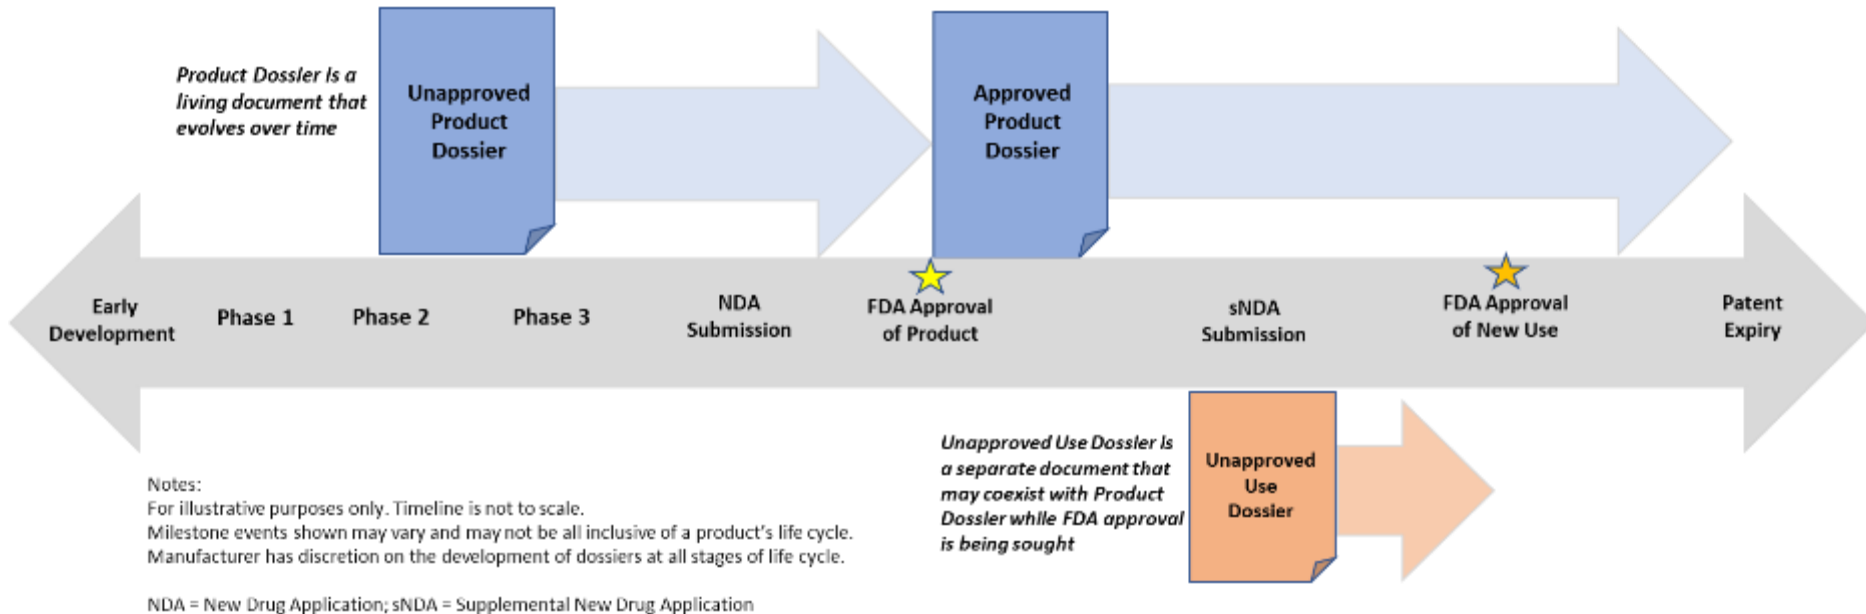 Product Dossier is a
living document that
evolves over time
Unapproved
Product
Dossier
Approved
Product
Dossier
Early
Development
Phase 1
Phase 2
Phase 3
NDA
Submission
FDA Approval
of Product
sNDA
Submission
FDA Approval
of New Use
Patent
Expiry
Unapproved Use Dossier is
a separate document that
may coexist with Product
Dossier while FDA approval
is being sought
Unapproved
Use
Dossier
Notes:
For illustrative purposes only. Timeline is not to scale.
Milestone events shown may vary and may not be all inclusive of a product's life cycle.
Manufacturer has discretion on the development of dossiers at all stages of life cycle.
NDA = New Drug Application; sNDA = Supplemental New Drug Application